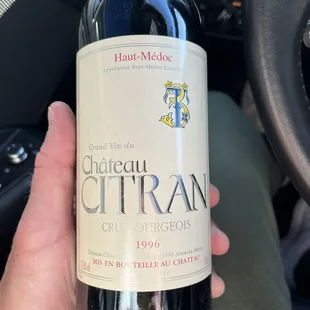 Haut-Médoc
Appellation Haut-Médoc Contrôlée
Grand Vin du
Château
CITRAN
CRU BOURGEOIS
1996
MIS EN BOUTEILLE AU CHATEAU